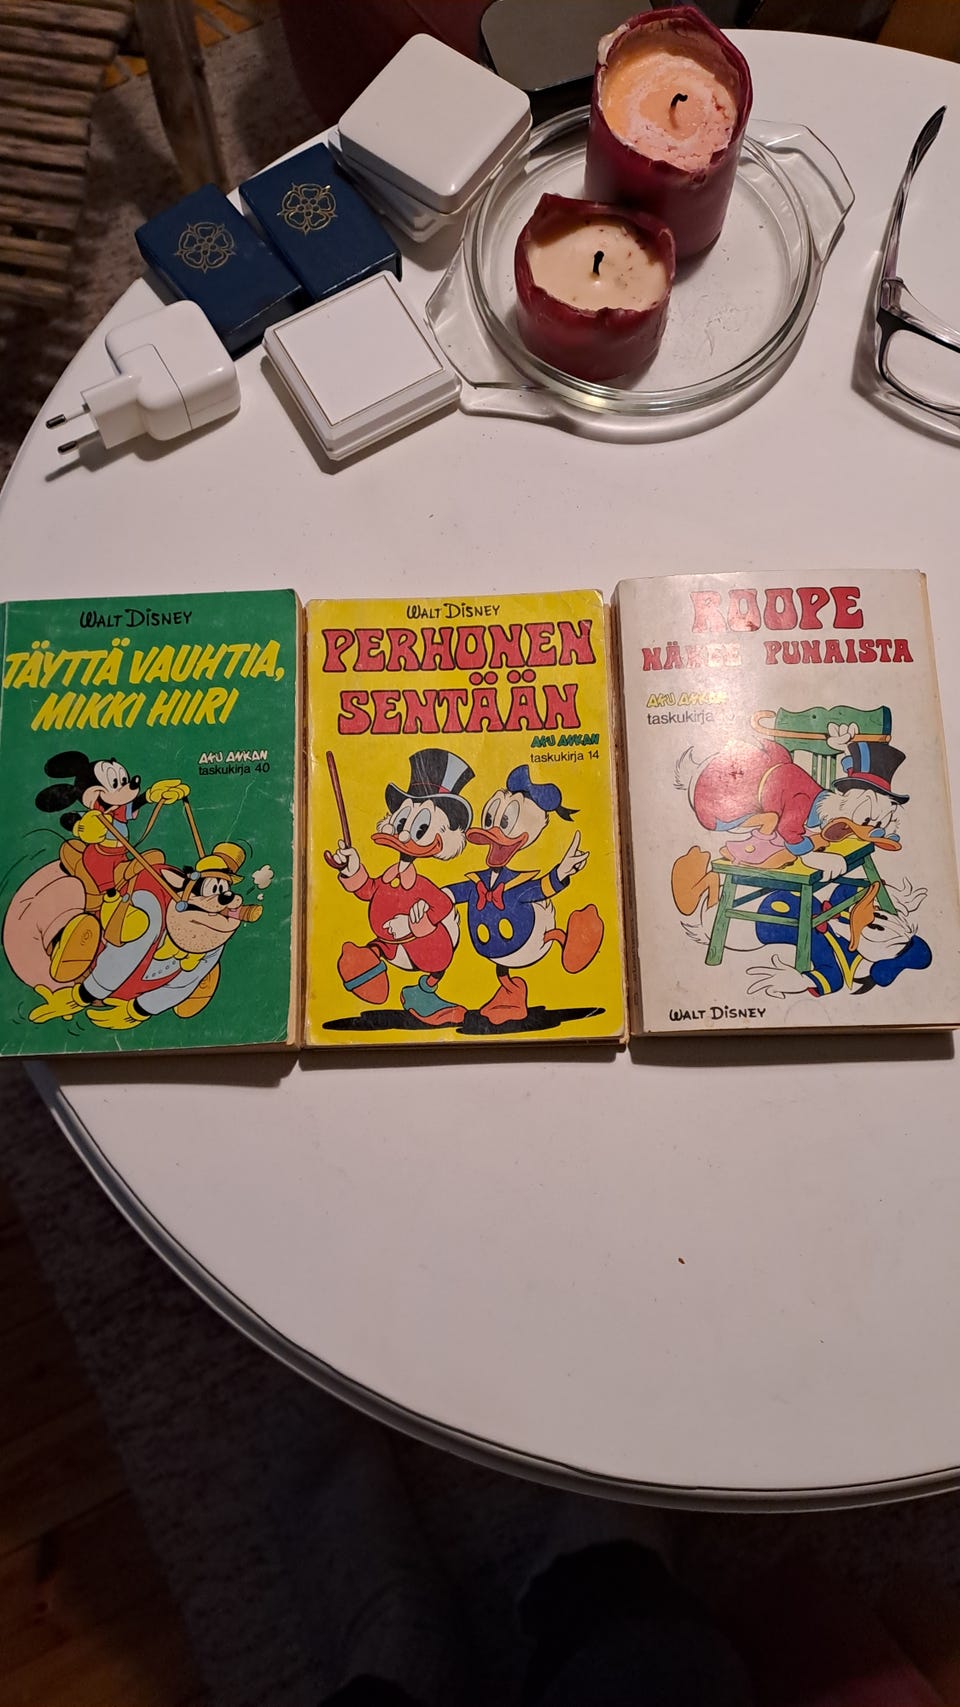 WALT DISNEY
TÄYTTÄ VAUHTIA,
MIKKI HIIRI
AKU ANKAN
taskukirja 40
WALT DISNEY
PERHONEN
SENTÄÄN
AKU ANKAN
taskukirja 14
ROOPE
NÄKEE PUNAISTA
AKU ANKAN
taskukirja
WALT DISNEY